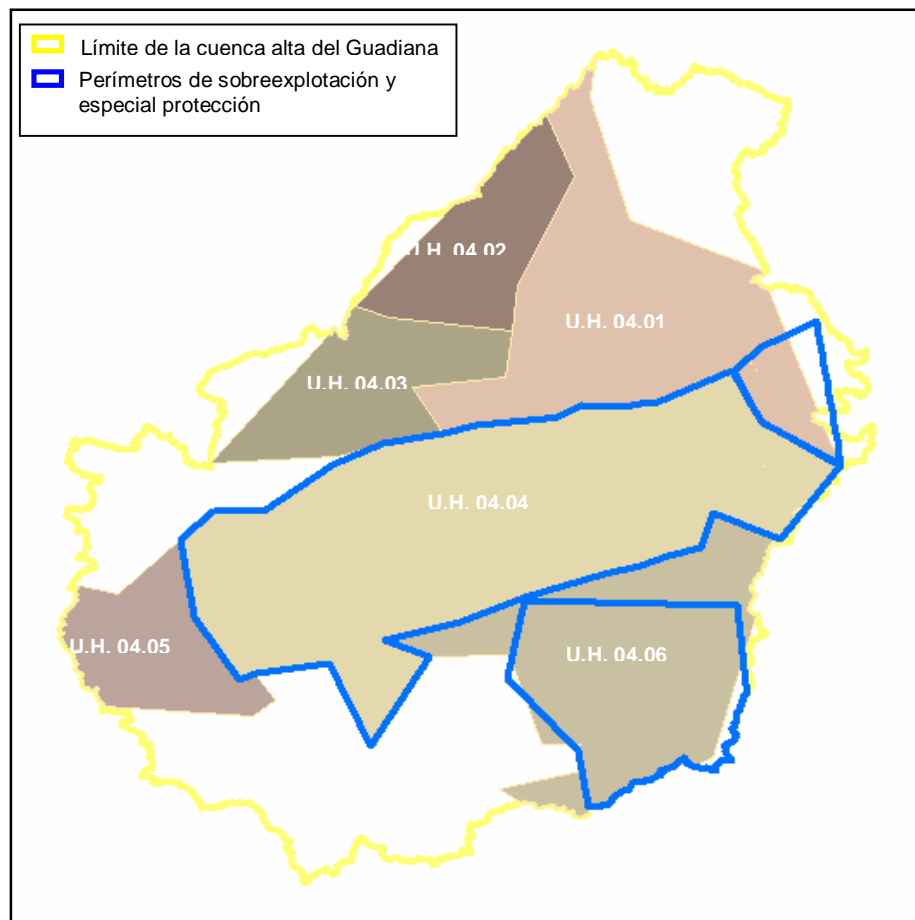 Límite de la cuenca alta del Guadiana
Perímetros de sobreexplotación y
especial protección
U.H. 04.02
U.H. 04.01
U.H. 04.03
U.H. 04.04
U.H. 04.05
U.H. 04.06